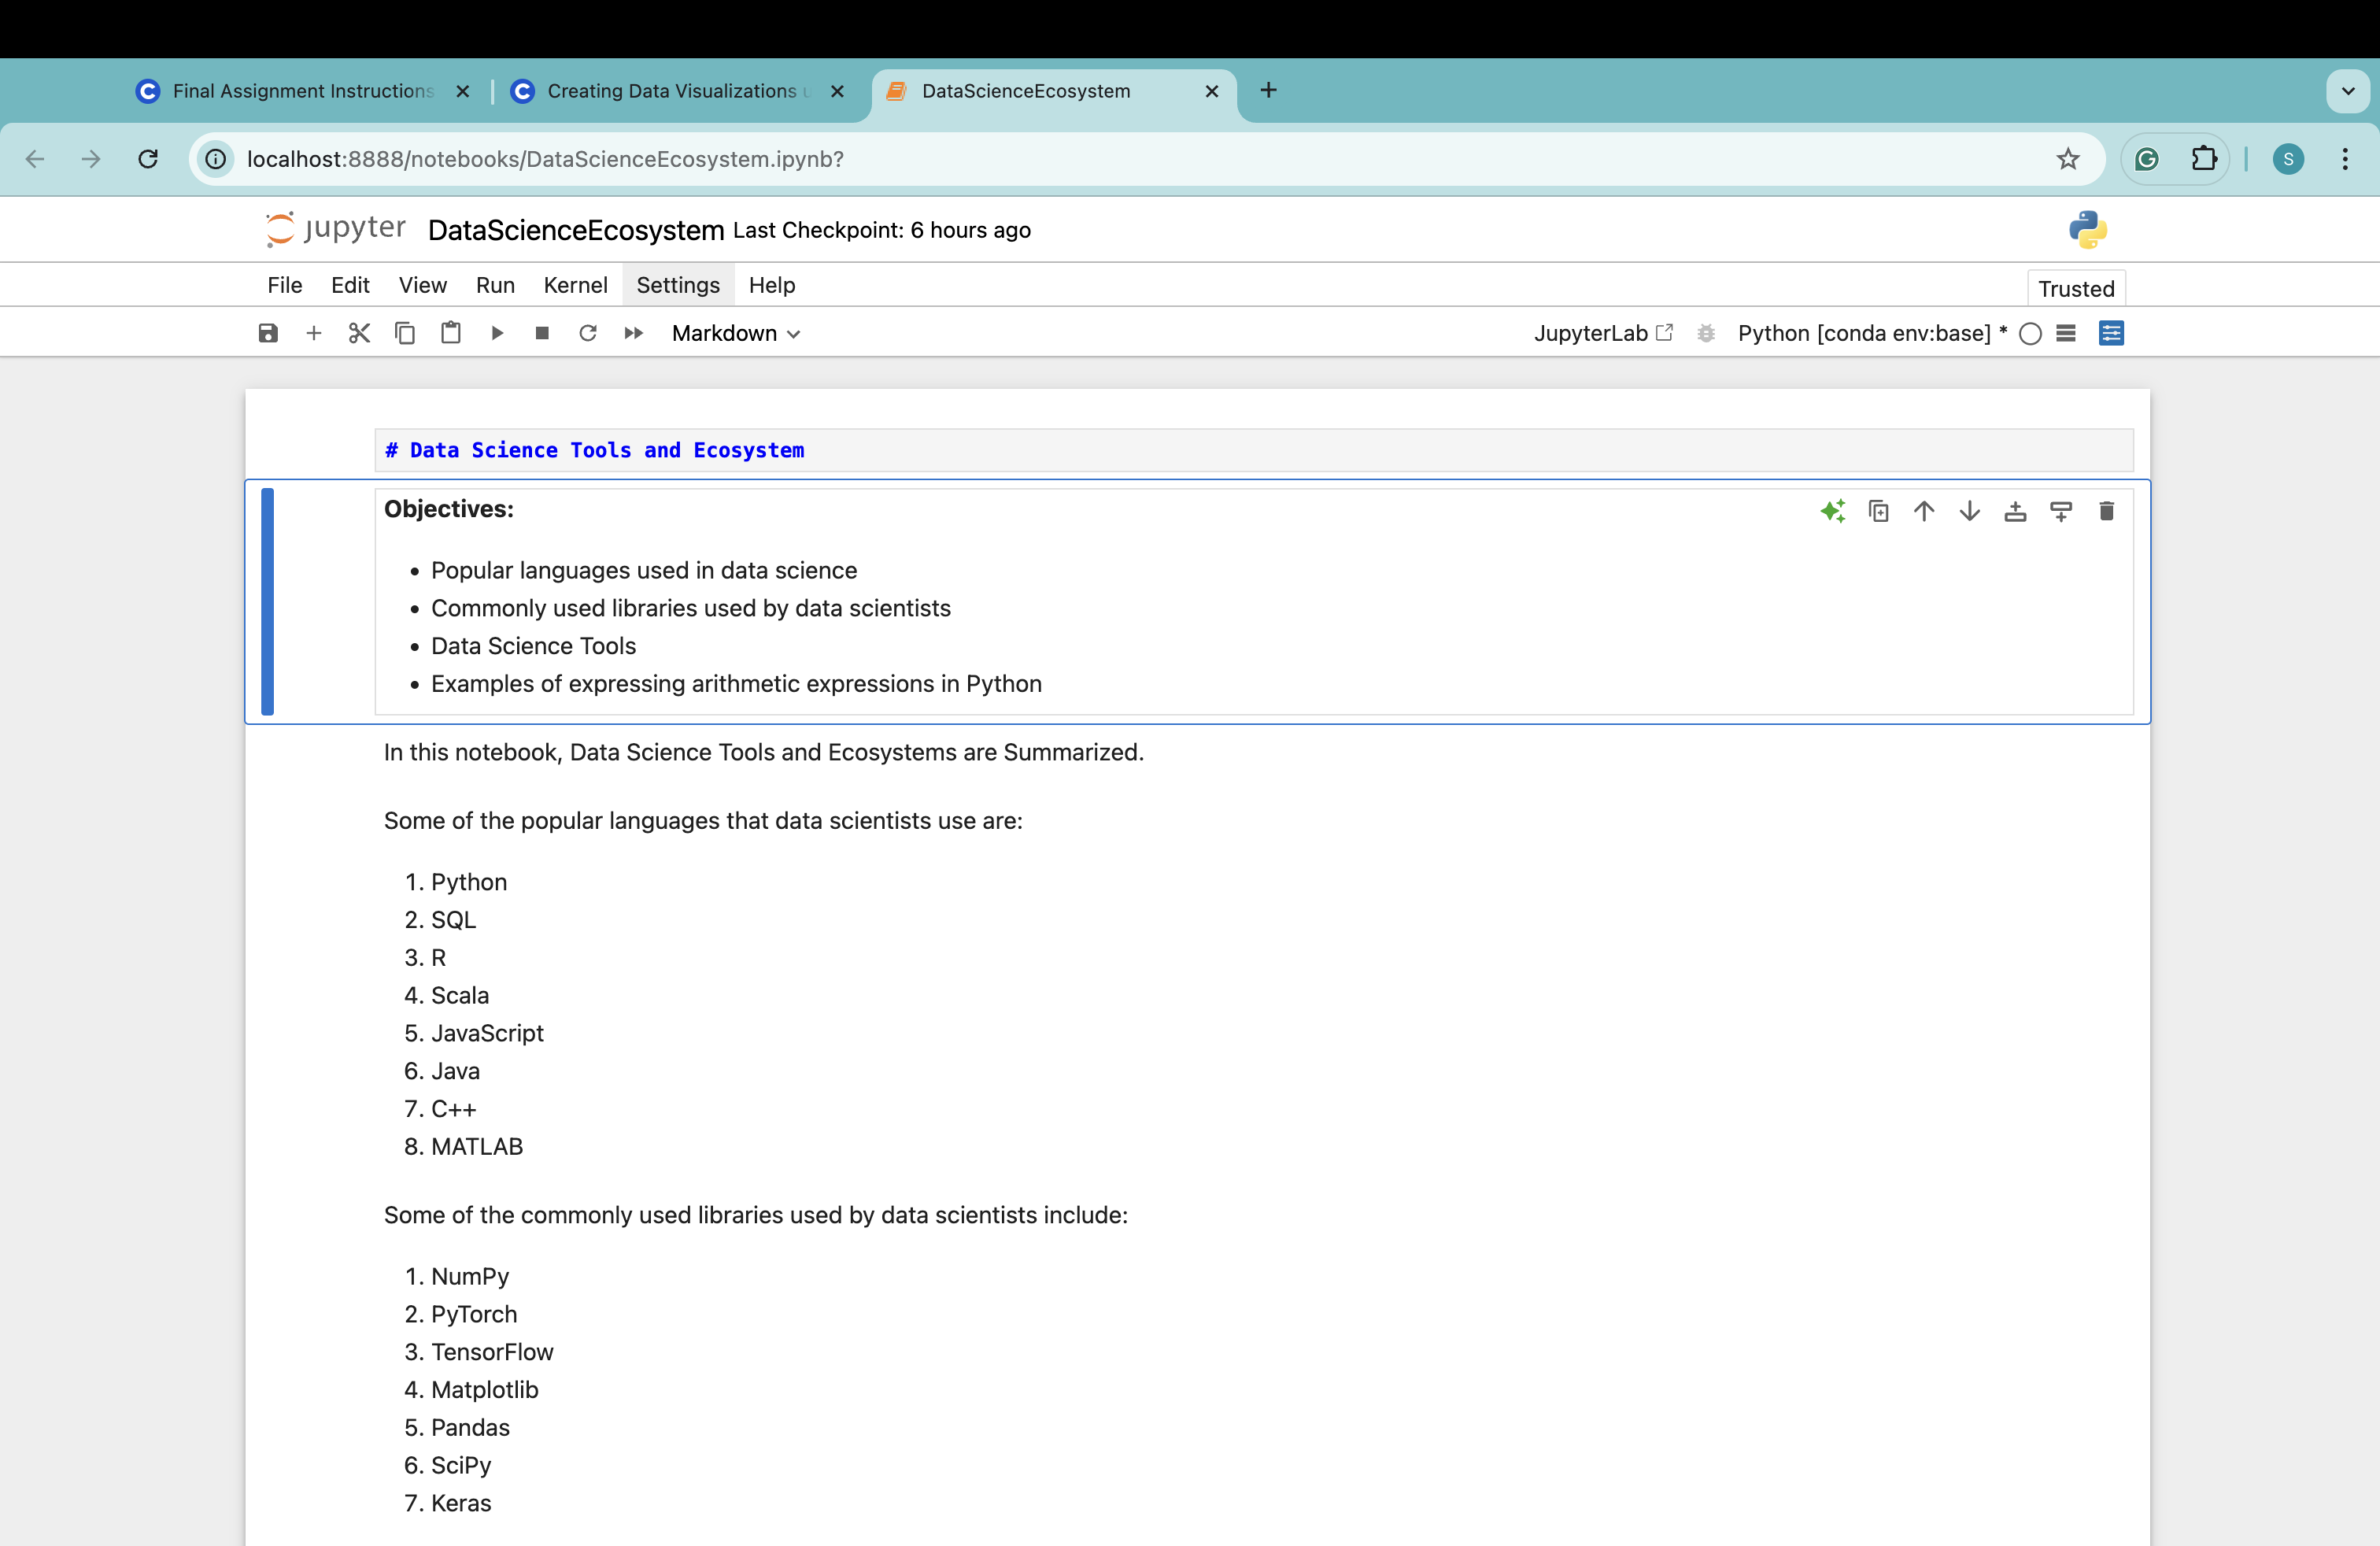 Final Assignment Instructions
Creating Data Visualizations
DataScienceEcosystem
localhost:8888/notebooks/DataScienceEcosystem.ipynb?
S
jupyter DataScienceEcosystem Last Checkpoint: 6 hours ago
File Edit View Run Kernel Settings Help
Trusted
Markdown
JupyterLab
Python [conda env:base] *
# Data Science Tools and Ecosystem
Objectives:
• Popular languages used in data science
• Commonly used libraries used by data scientists
• Data Science Tools
• Examples of expressing arithmetic expressions in Python
In this notebook, Data Science Tools and Ecosystems are Summarized.
Some of the popular languages that data scientists use are:
1. Python
2. SQL
3. R
4. Scala
5. JavaScript
6. Java
7. C++
8. MATLAB
Some of the commonly used libraries used by data scientists include:
1. NumPy
2. PyTorch
3. TensorFlow
4. Matplotlib
5. Pandas
6. SciPy
7. Keras